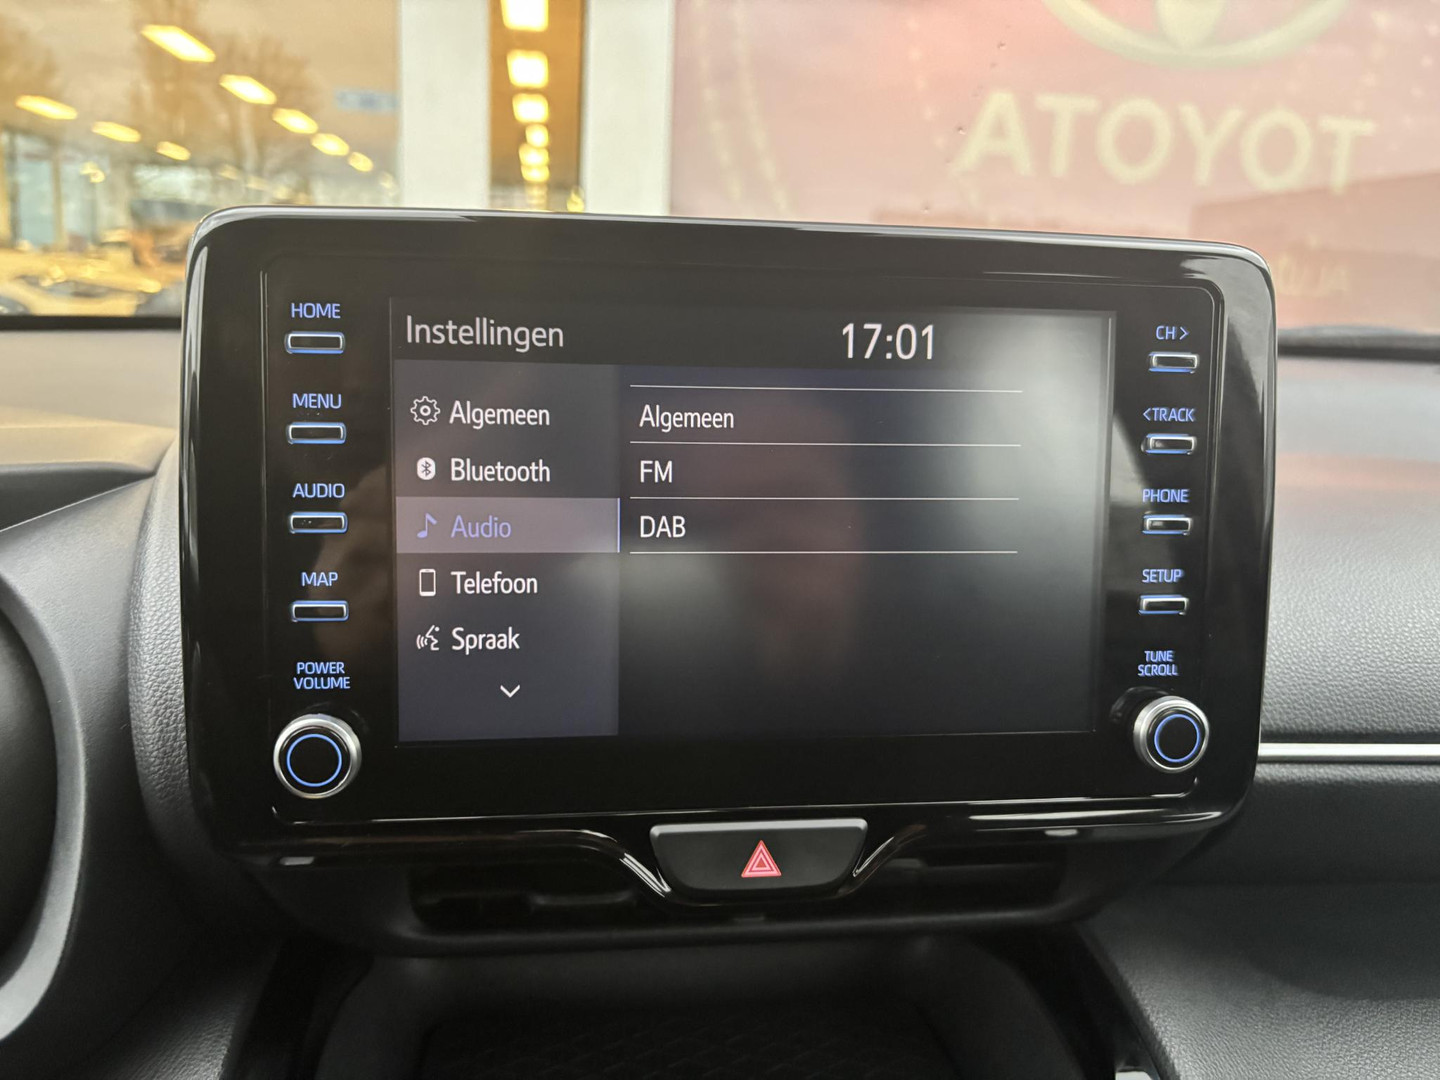 ATOYOT
HOME
MENU
AUDIO
MAP
POWER
VOLUME
Instellingen
17:01
Algemeen
Bluetooth
Audio
Telefoon
Spraak
Algemeen
FM
DAB
CH >
< TRACK
PHONE
SETUP
TUNE
SCROLL